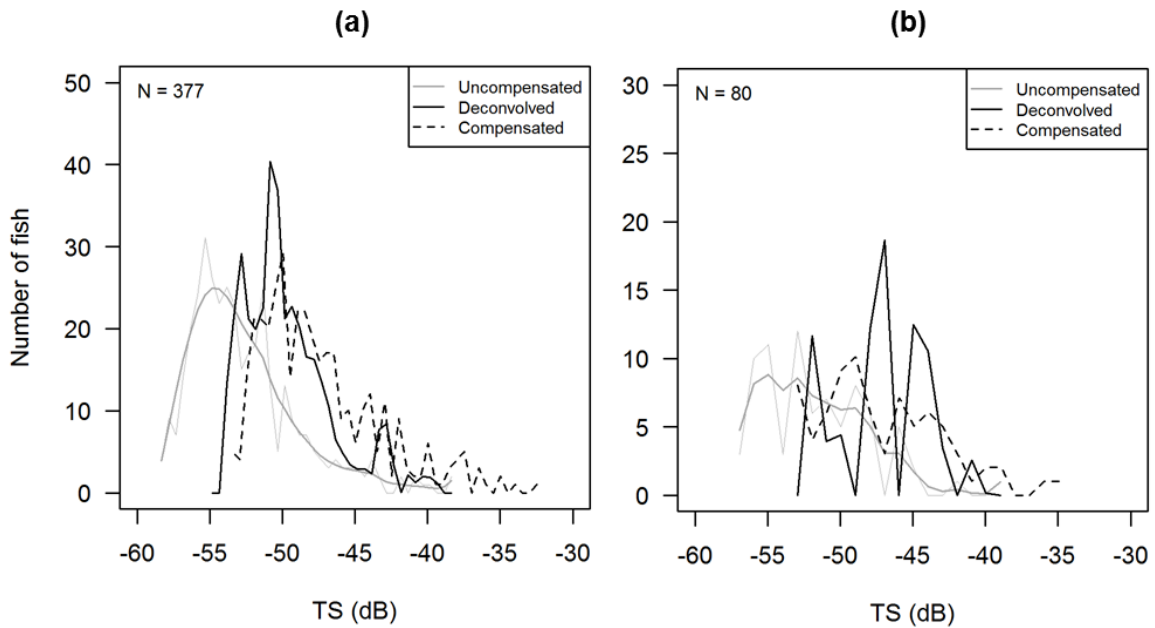 (a)
(b)
Number of fish
50
40
30
20
10
0
N = 377
Uncompensated
Deconvolved
Compensated
-60 -55 -50 -45 -40 -35 -30
TS (dB)
30
25
20
15
10
5
0
N = 80
Uncompensated
Deconvolved
Compensated
-60 -55 -50 -45 -40 -35 -30
TS (dB)